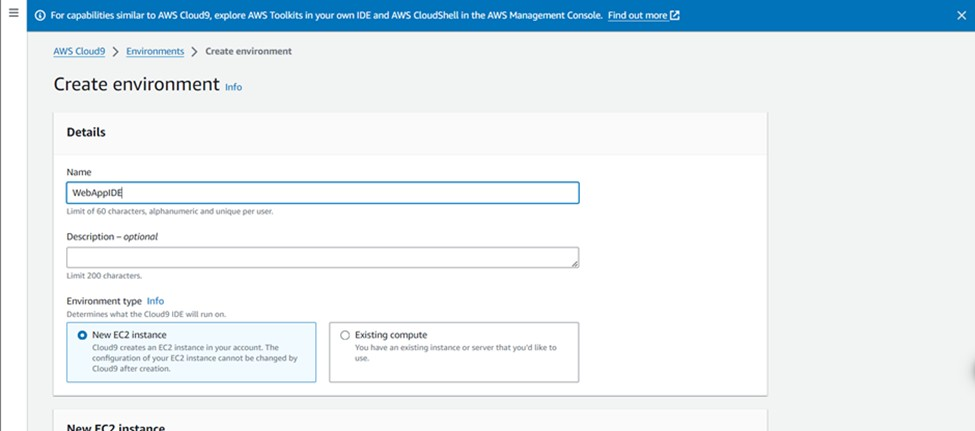 For capabilities similar to AWS Cloud9, explore AWS Toolkits in your own IDE and AWS CloudShell in the AWS Management Console. Find out more
AWS Cloud9 > Environments > Create environment
Create environment Info
Details
Name
WebAppIDE
Limit of 60 characters, alphanumeric and unique per user.
Description – optional
Limit 200 characters.
Environment type Info
Determines what the Cloud9 IDE will run on.
New EC2 instance
Cloud9 creates an EC2 instance in your account. The
configuration of your EC2 instance cannot be changed by
Cloud9 after creation.
Existing compute
You have an existing instance or server that you'd like to
use.
New EC2 instance